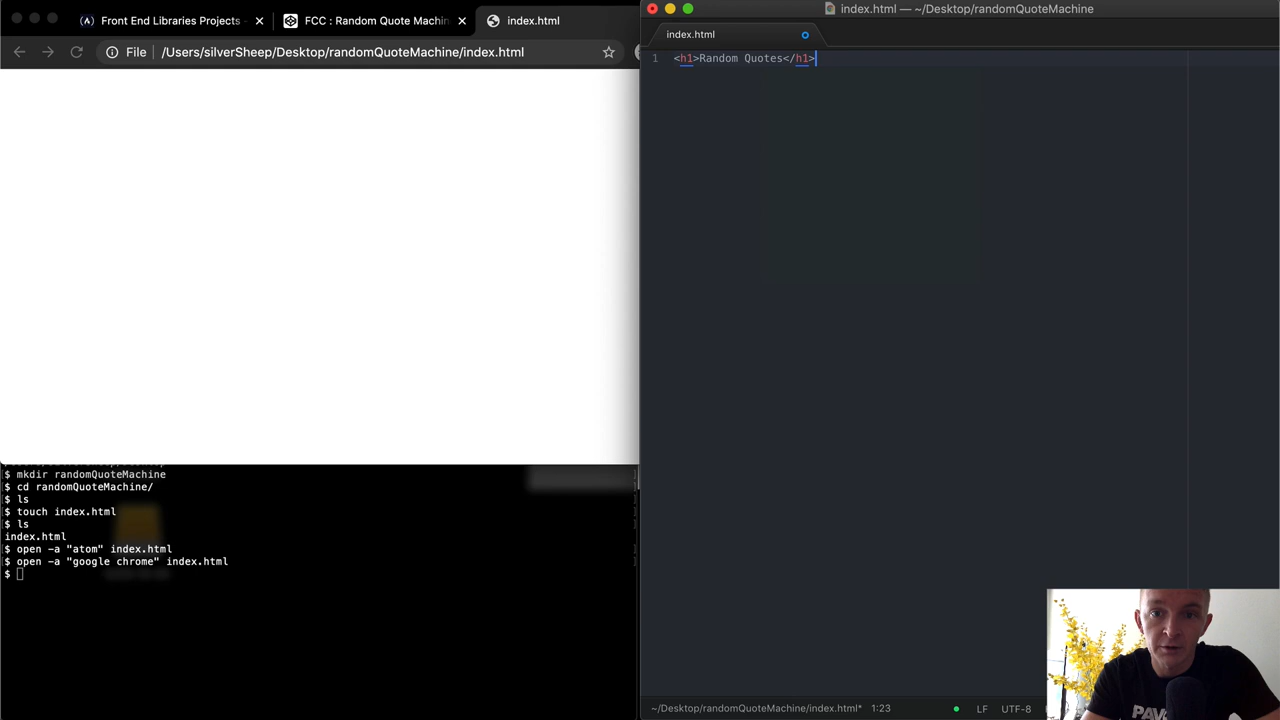 Front End Libraries Projects
FCC : Random Quote Machin
index.html
File
/Users/silverSheep/Desktop/randomQuoteMachine/index.html
$ mkdir randomQuoteMachine
$ cd randomQuoteMachine/
$ ls
$ touch index.html
$ ls
index.html
$ open -a "atom" index.html
$ open -a "google chrome" index.html
$
index.html — ~/Desktop/randomQuoteMachine
index.html
1 <h1>Random Quotes</h1>
~/Desktop/randomQuoteMachine/index.html* 1:23
LF UTF-8